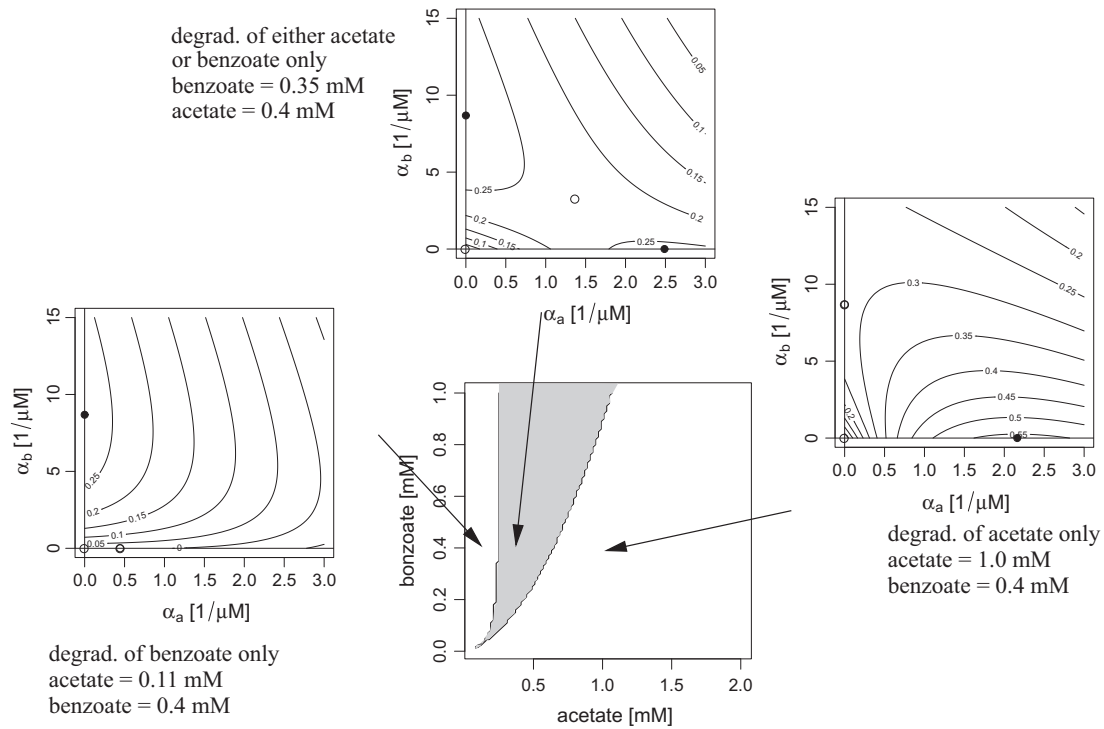 degrad. of either acetate
or benzoate only
benzoate = 0.35 mM
acetate = 0.4 mM
αb [1/μM]
15
10
5
0
0.05
0.1
0.15
0.2
0.25
0.25
0.2
0.15
0.1
0.0 0.5 1.0 1.5 2.0 2.5 3.0
αa [1/μM]
αb [1/μM]
15
10
5
0
0.25
0.2
0.15
0.1
0.05
0
0.0 0.5 1.0 1.5 2.0 2.5 3.0
αa [1/μM]
degrad. of benzoate only
acetate = 0.11 mM
benzoate = 0.4 mM
bonzoate [mM]
1.0
0.8
0.6
0.4
0.2
0.0
0.5 1.0 2.0
acetate [mM]
αb [1/μM]
15
10
5
0
0.2
0.25
0.3
0.35
0.4
0.45
0.5
0.55
0.2
0.0 0.5 1.0 1.5 2.0 2.5 3.0
αa [1/μM]
degrad. of acetate only
acetate = 1.0 mM
benzoate = 0.4 mM